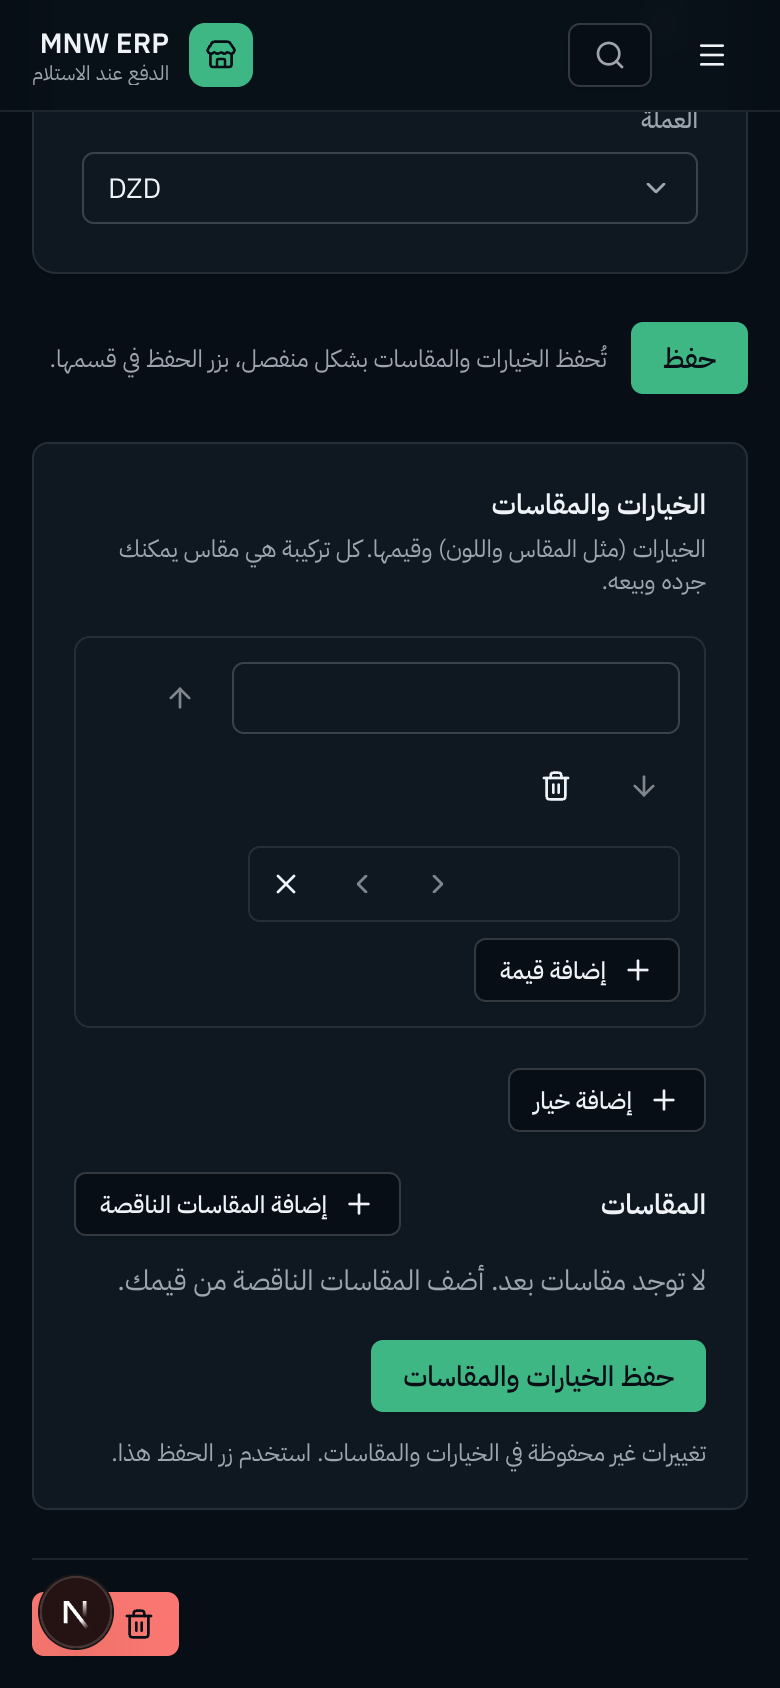 MNW ERP
الدفع عند الاستلام
العملة
DZD
حفظ
تُحفظ الخيارات والمقاسات بشكل منفصل، بزر الحفظ في قسمها.
الخيارات والمقاسات
الخيارات (مثل المقاس واللون) وقيمها. كل تركيبة هي مقاس يمكنك
جرده وبيعه.
إضافة قيمة
إضافة خيار
المقاسات
إضافة المقاسات الناقصة
لا توجد مقاسات بعد. أضف المقاسات الناقصة من قيمك.
حفظ الخيارات والمقاسات
تغييرات غير محفوظة في الخيارات والمقاسات. استخدم زر الحفظ هذا.
N